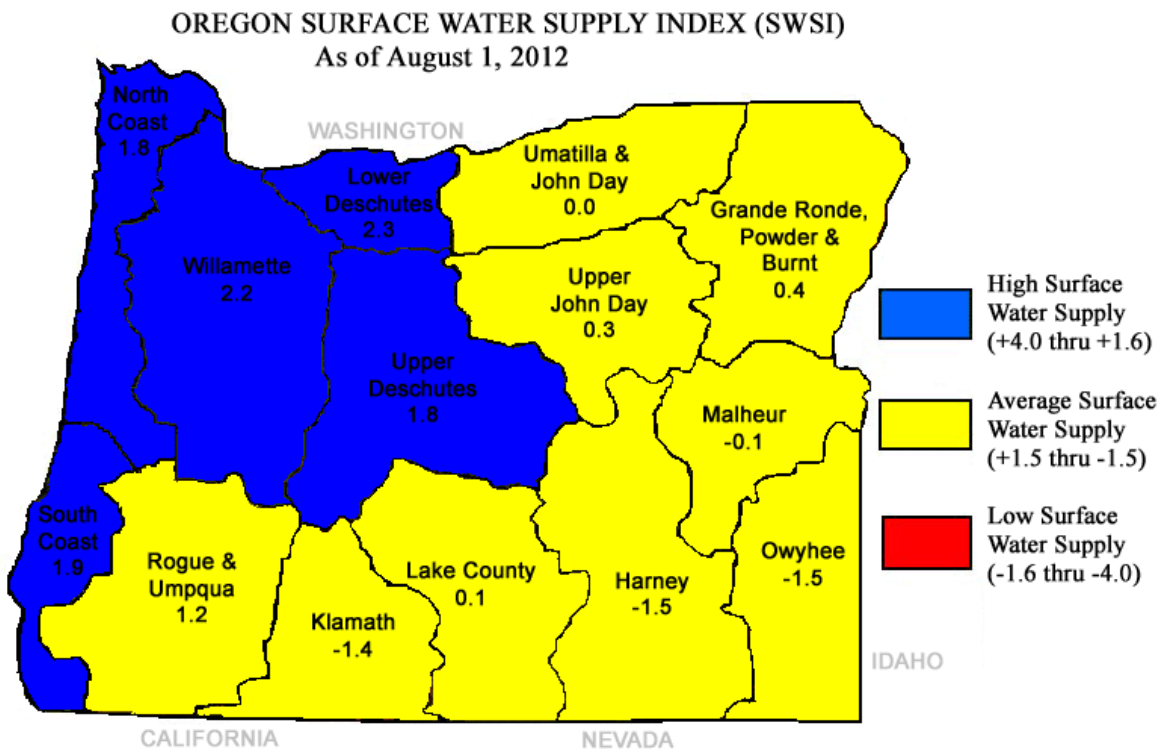 OREGON SURFACE WATER SUPPLY INDEX (SWSI)
As of August 1, 2012
North
Coast
1.8
WASHINGTON
Lower
Deschutes
2.3
Umatilla &
John Day
0.0
Grande Ronde,
Powder &
Burnt
0.4
Willamette
2.2
Upper
John Day
0.3
Upper
Deschutes
1.8
Malheur
-0.1
South
Coast
1.9
Rogue &
Umpqua
1.2
Klamath
-1.4
Lake County
0.1
Harney
-1.5
Owyhee
-1.5
High Surface
Water Supply
(+4.0 thru +1.6)
Average Surface
Water Supply
(+1.5 thru -1.5)
Low Surface
Water Supply
(-1.6 thru -4.0)
IDAHO
CALIFORNIA
NEVADA